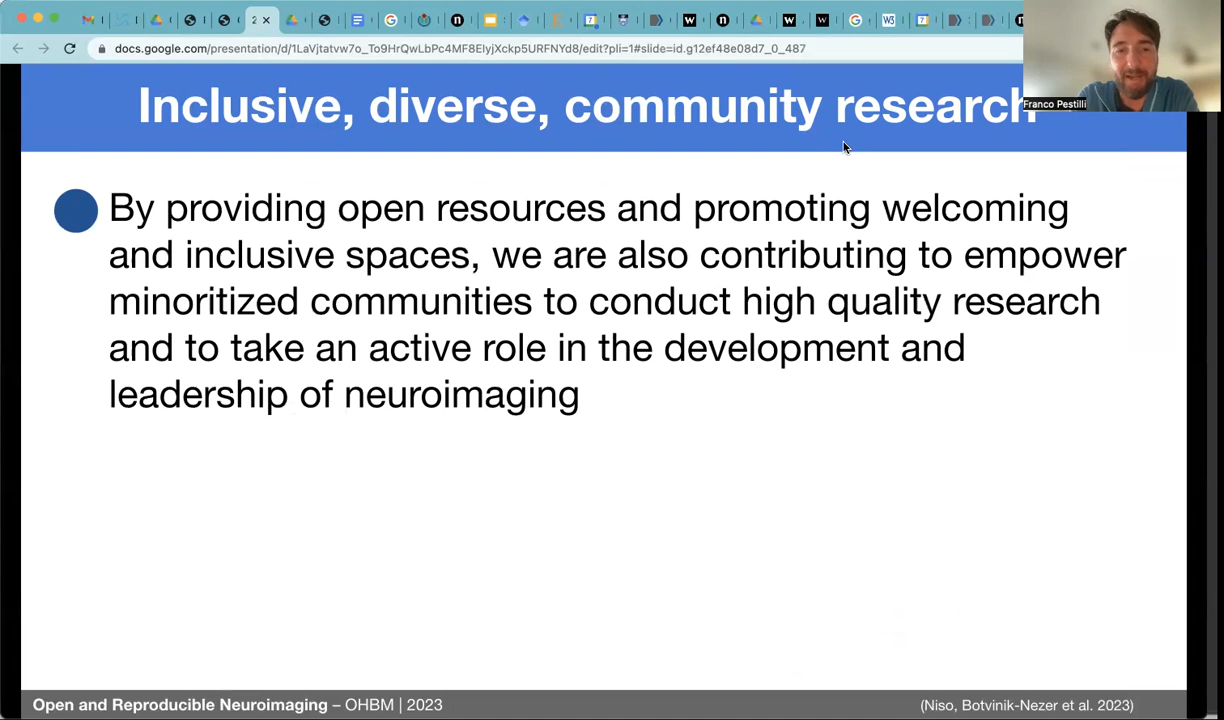 docs.google.com/presentation/d/1LaVjtatvw7o_To9HrQwLbPc4MF8EIyjXckp5URFNYd8/edit?pli=1#slide=id.g12ef48e08d7_0_487
Franco Pestilli
Inclusive, diverse, community research
By providing open resources and promoting welcoming
and inclusive spaces, we are also contributing to empower
minoritized communities to conduct high quality research
and to take an active role in the development and
leadership of neuroimaging
Open and Reproducible Neuroimaging – OHBM | 2023
(Niso, Botvinik-Nezer et al. 2023)